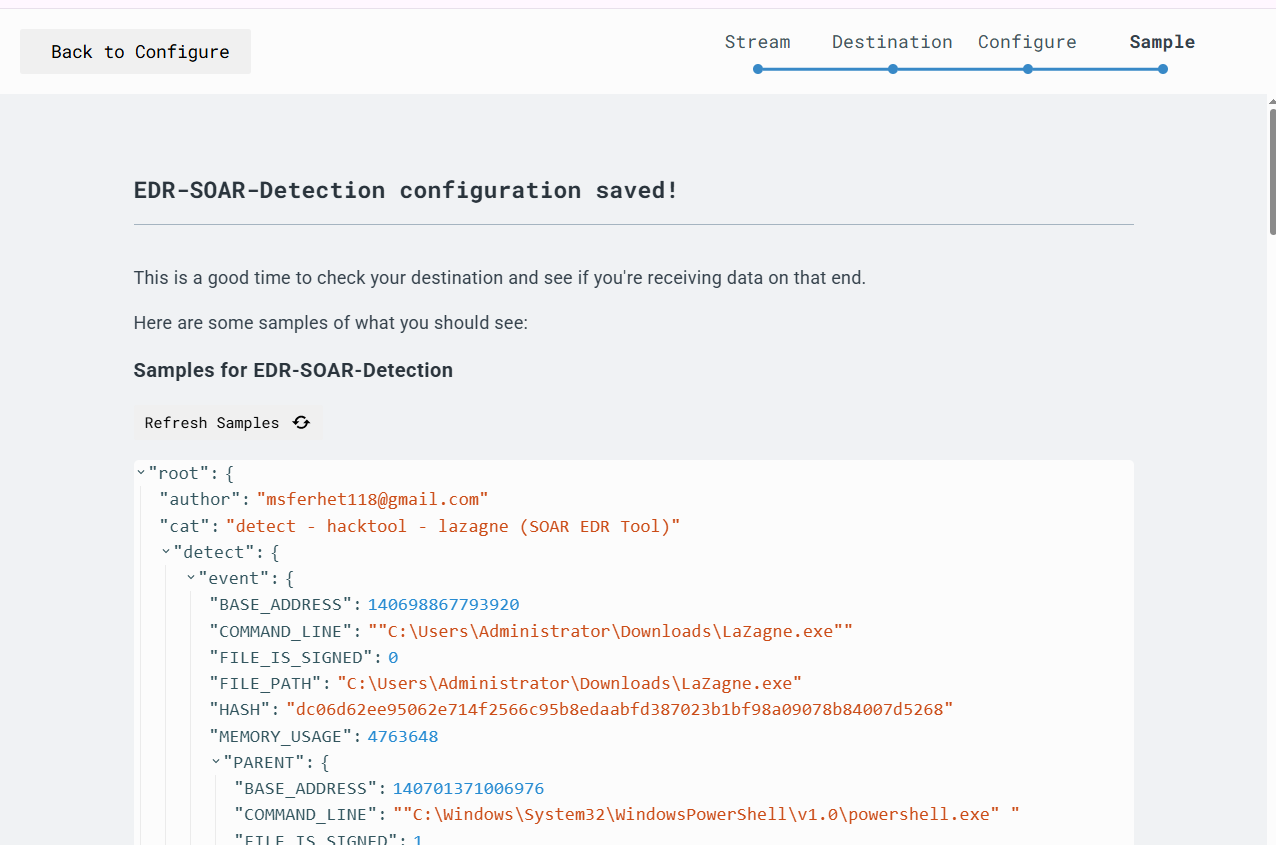 Back to Configure
Stream Destination Configure Sample
EDR-SOAR-Detection configuration saved!
This is a good time to check your destination and see if you're receiving data on that end.
Here are some samples of what you should see:
Samples for EDR-SOAR-Detection
Refresh Samples
"root": {
"author": "msferhet118@gmail.com"
"cat": "detect - hacktool - lazagne (SOAR EDR Tool)"
"detect": {
"event": {
"BASE_ADDRESS": 140698867793920
"COMMAND_LINE": ""C:\Users\Administrator\Downloads\LaZagne.exe""
"FILE_IS_SIGNED": 0
"FILE_PATH": "C:\Users\Administrator\Downloads\LaZagne.exe"
"HASH": "dc06d62ee95062e714f2566c95b8edaabfd387023b1bf98a09078b84007d5268"
"MEMORY_USAGE": 4763648
"PARENT": {
"BASE_ADDRESS": 140701371006976
"COMMAND_LINE": ""C:\Windows\System32\WindowsPowerShell\v1.0\powershell.exe" "
"FILE_IS_SIGNED": 1